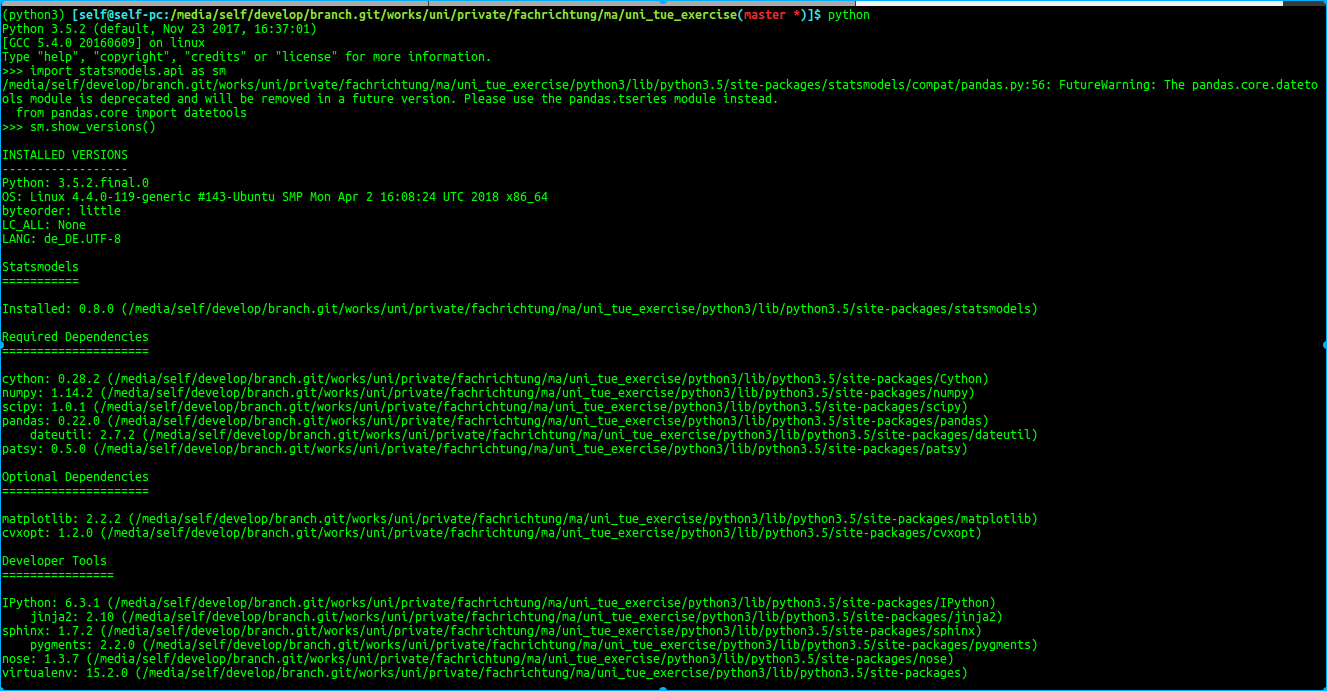 (python3) [self@self-pc:/media/self/develop/branch.git/works/uni/private/fachrichtung/ma/uni_tue_exercise(master *)]$ python
Python 3.5.2 (default, Nov 23 2017, 16:37:01)
[GCC 5.4.0 20160609] on linux
Type "help", "copyright", "credits" or "license" for more information.
>>> import statsmodels.api as sm
/media/self/develop/branch.git/works/uni/private/fachrichtung/ma/uni_tue_exercise/python3/lib/python3.5/site-packages/statsmodels/compat/pandas.py:56: FutureWarning: The pandas.core.dateto
ols module is deprecated and will be removed in a future version. Please use the pandas.tseries module instead.
  from pandas.core import datetools
>>> sm.show_versions()

INSTALLED VERSIONS
------------------
Python: 3.5.2.final.0
OS: Linux 4.4.0-119-generic #143-Ubuntu SMP Mon Apr 2 16:08:24 UTC 2018 x86_64
byteorder: little
LC_ALL: None
LANG: de_DE.UTF-8

Statsmodels
===========

Installed: 0.8.0 (/media/self/develop/branch.git/works/uni/private/fachrichtung/ma/uni_tue_exercise/python3/lib/python3.5/site-packages/statsmodels)

Required Dependencies
=====================

cython: 0.28.2 (/media/self/develop/branch.git/works/uni/private/fachrichtung/ma/uni_tue_exercise/python3/lib/python3.5/site-packages/Cython)
numpy: 1.14.2 (/media/self/develop/branch.git/works/uni/private/fachrichtung/ma/uni_tue_exercise/python3/lib/python3.5/site-packages/numpy)
scipy: 1.0.1 (/media/self/develop/branch.git/works/uni/private/fachrichtung/ma/uni_tue_exercise/python3/lib/python3.5/site-packages/scipy)
pandas: 0.22.0 (/media/self/develop/branch.git/works/uni/private/fachrichtung/ma/uni_tue_exercise/python3/lib/python3.5/site-packages/pandas)
    dateutil: 2.7.2 (/media/self/develop/branch.git/works/uni/private/fachrichtung/ma/uni_tue_exercise/python3/lib/python3.5/site-packages/dateutil)
patsy: 0.5.0 (/media/self/develop/branch.git/works/uni/private/fachrichtung/ma/uni_tue_exercise/python3/lib/python3.5/site-packages/patsy)

Optional Dependencies
=====================

matplotlib: 2.2.2 (/media/self/develop/branch.git/works/uni/private/fachrichtung/ma/uni_tue_exercise/python3/lib/python3.5/site-packages/matplotlib)
cvxopt: 1.2.0 (/media/self/develop/branch.git/works/uni/private/fachrichtung/ma/uni_tue_exercise/python3/lib/python3.5/site-packages/cvxopt)

Developer Tools
================

IPython: 6.3.1 (/media/self/develop/branch.git/works/uni/private/fachrichtung/ma/uni_tue_exercise/python3/lib/python3.5/site-packages/IPython)
    jinja2: 2.10 (/media/self/develop/branch.git/works/uni/private/fachrichtung/ma/uni_tue_exercise/python3/lib/python3.5/site-packages/jinja2)
sphinx: 1.7.2 (/media/self/develop/branch.git/works/uni/private/fachrichtung/ma/uni_tue_exercise/python3/lib/python3.5/site-packages/sphinx)
    pygments: 2.2.0 (/media/self/develop/branch.git/works/uni/private/fachrichtung/ma/uni_tue_exercise/python3/lib/python3.5/site-packages/pygments)
nose: 1.3.7 (/media/self/develop/branch.git/works/uni/private/fachrichtung/ma/uni_tue_exercise/python3/lib/python3.5/site-packages/nose)
virtualenv: 15.2.0 (/media/self/develop/branch.git/works/uni/private/fachrichtung/ma/uni_tue_exercise/python3/lib/python3.5/site-packages)